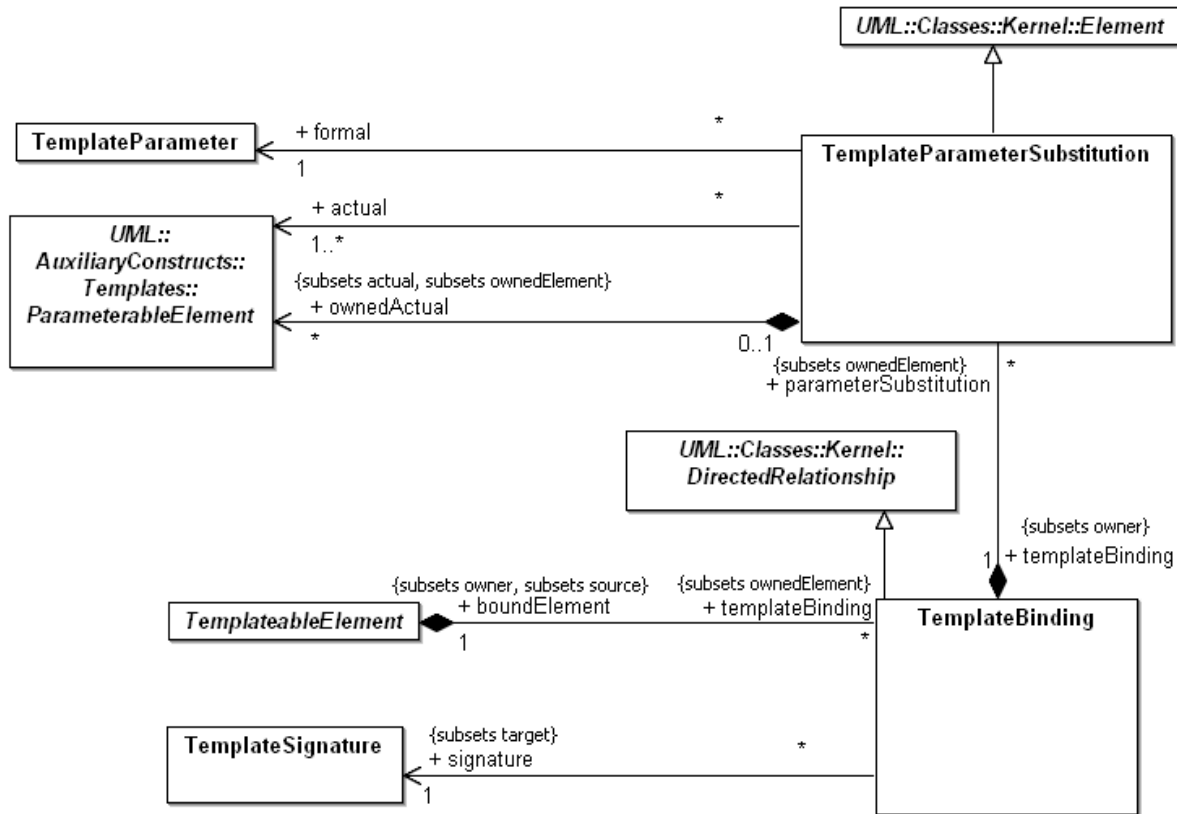 UML::Classes::Kernel::Element
TemplateParameter
+ formal
1
*
TemplateParameterSubstitution
UML::
AuxiliaryConstructs::
Templates::
ParameterableElement
+ actual
1..*
*
{subsets actual, subsets ownedElement}
+ ownedActual
*
0..1
{subsets ownedElement}
+ parameterSubstitution
*
UML::Classes::Kernel::
DirectedRelationship
{subsets owner}
1
+ templateBinding
TemplateableElement
{subsets owner, subsets source}
+ boundElement
1
{subsets ownedElement}
+ templateBinding
*
TemplateBinding
TemplateSignature
{subsets target}
+ signature
1
*